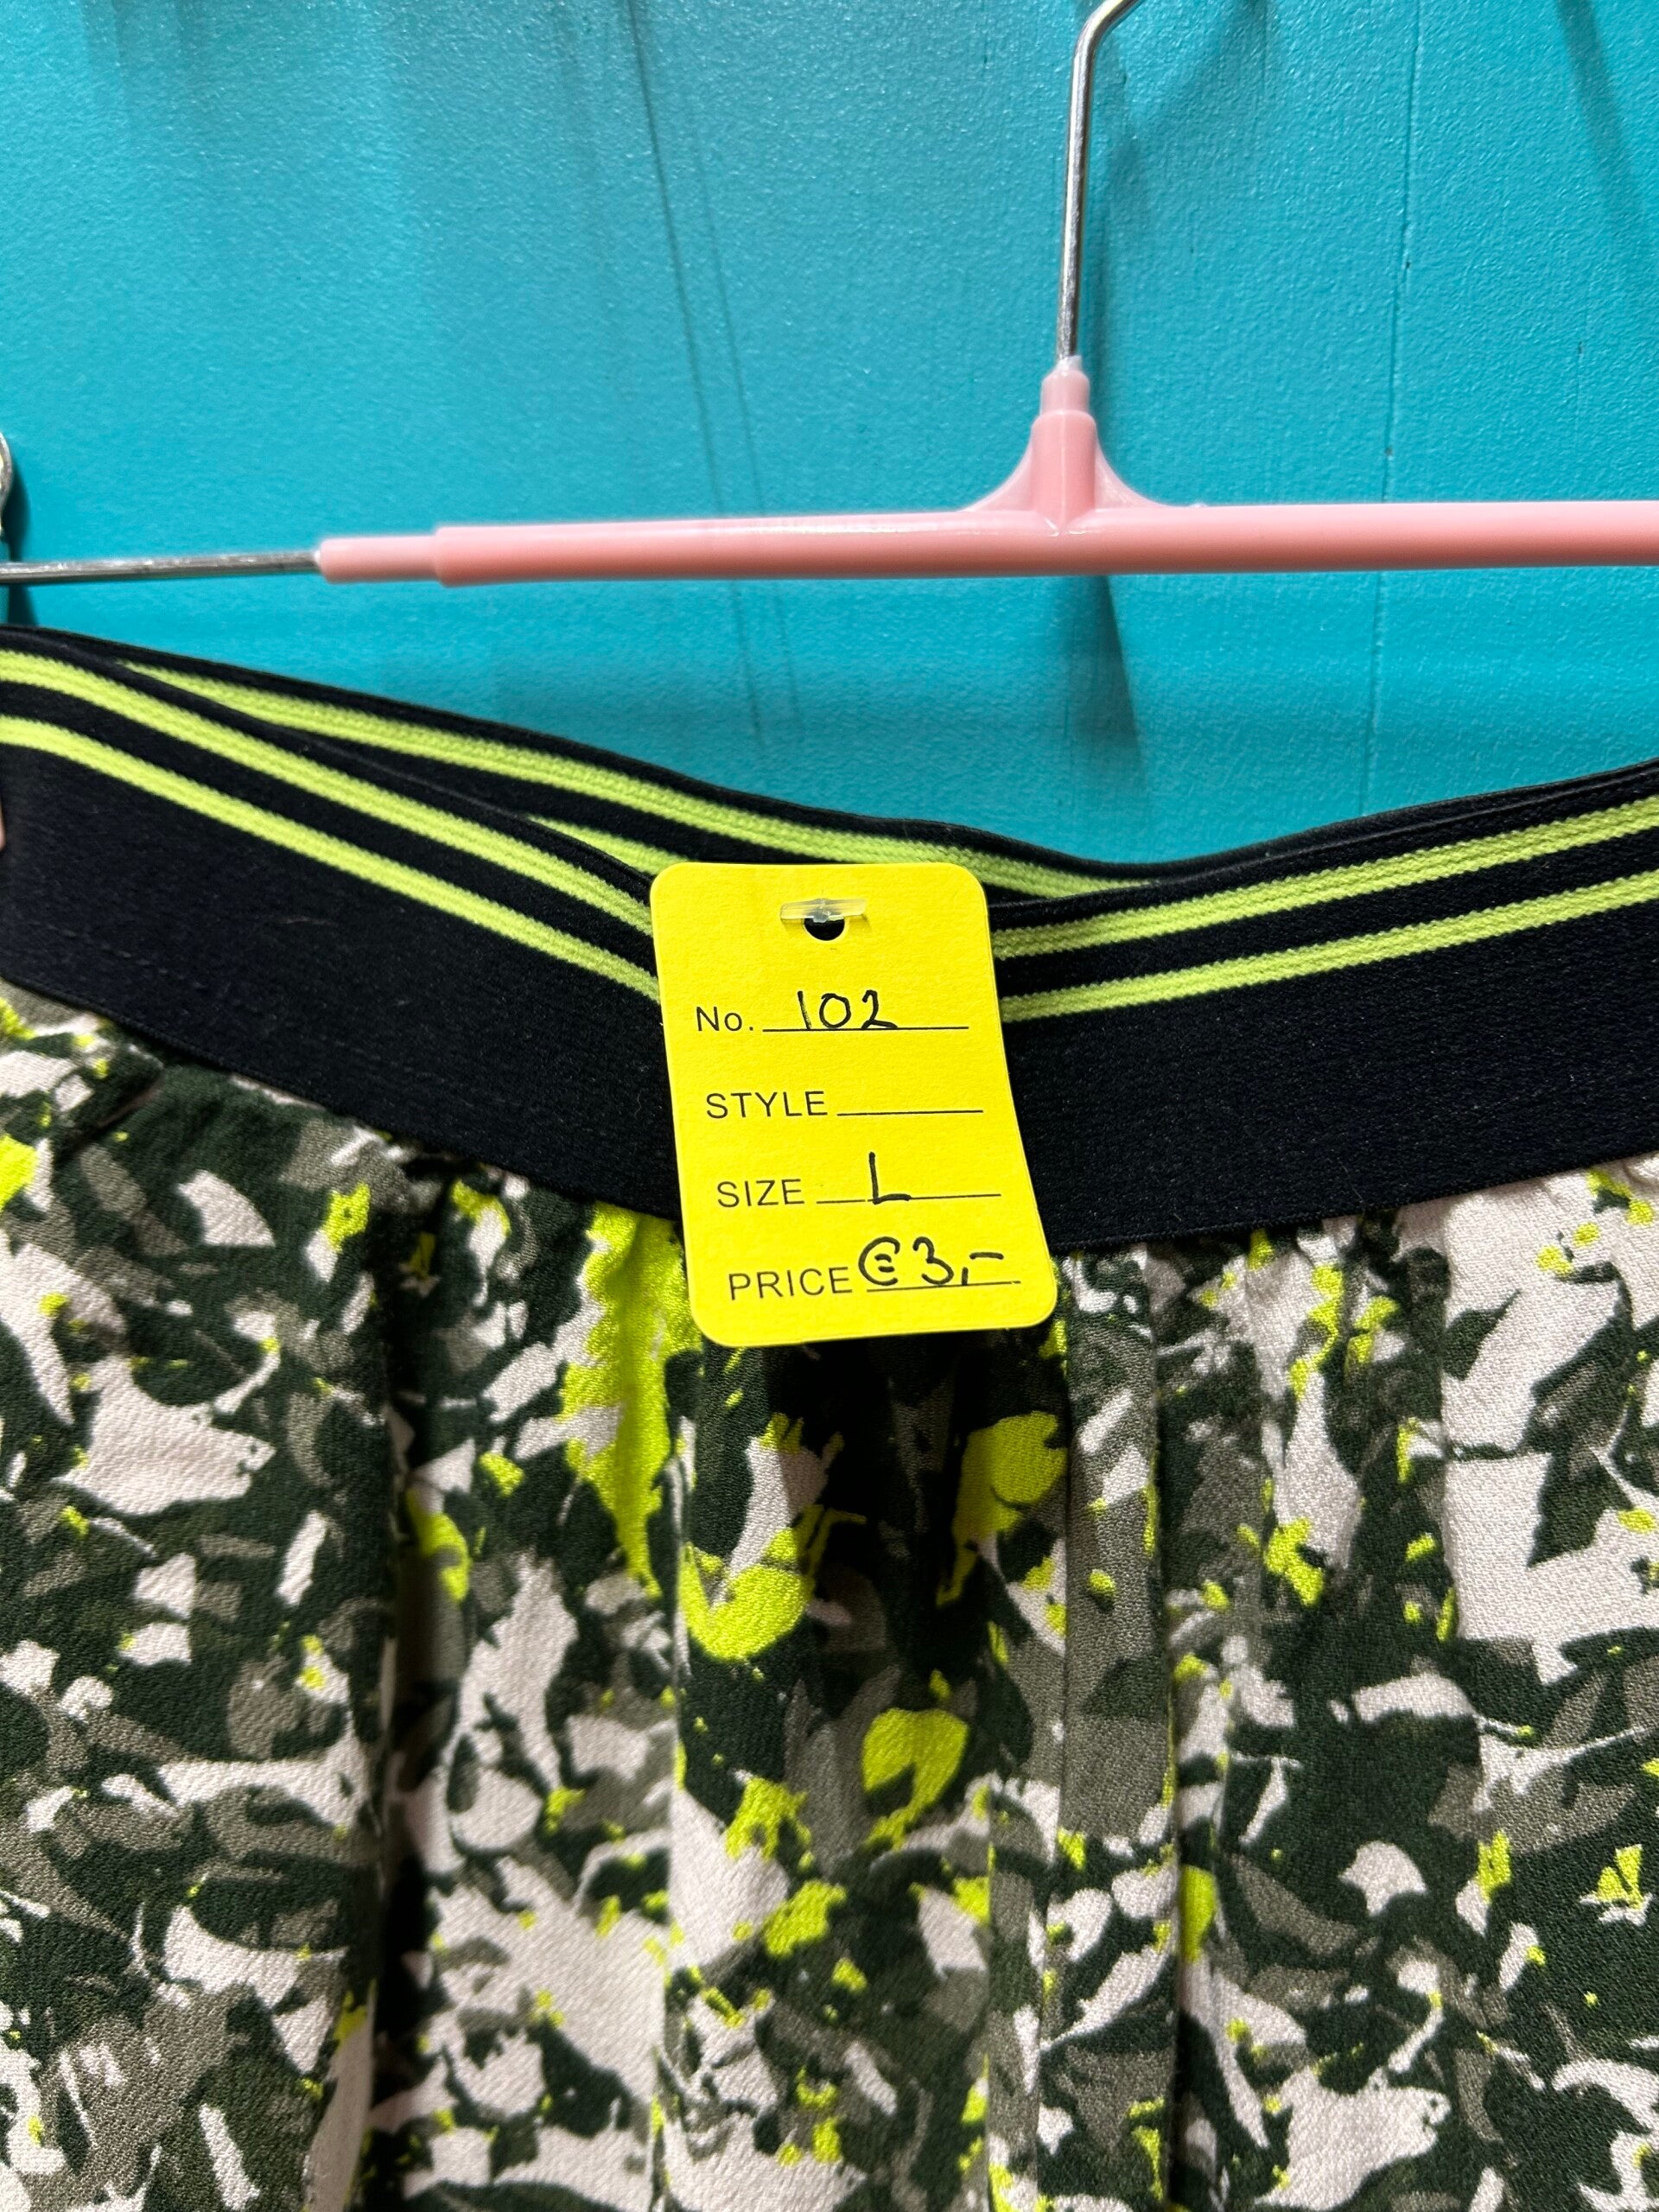 No. 102
STYLE
SIZE L
PRICE €3,-